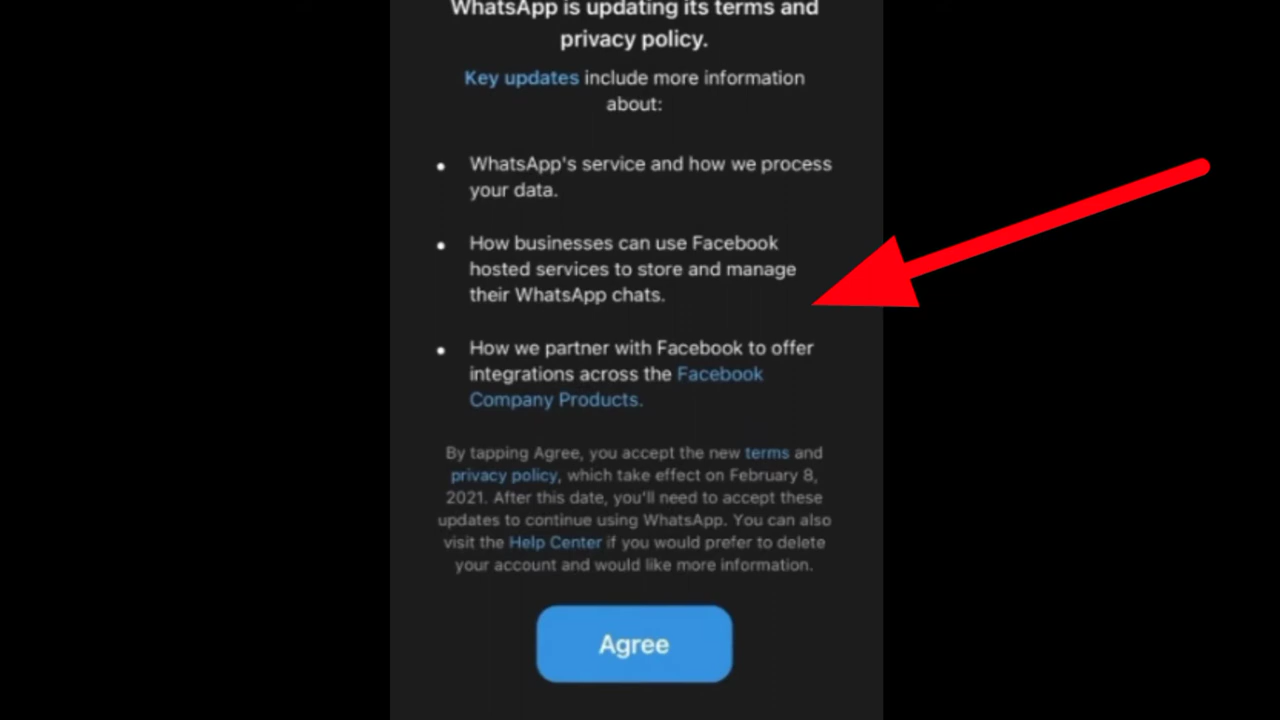 WhatsApp is updating its terms and
privacy policy.
Key updates include more information
about:
• WhatsApp's service and how we process
your data.
• How businesses can use Facebook
hosted services to store and manage
their WhatsApp chats.
• How we partner with Facebook to offer
integrations across the Facebook
Company Products.
By tapping Agree, you accept the new terms and
privacy policy, which take effect on February 8,
2021. After this date, you'll need to accept these
updates to continue using WhatsApp. You can also
visit the Help Center if you would prefer to delete
your account and would like more information.
Agree